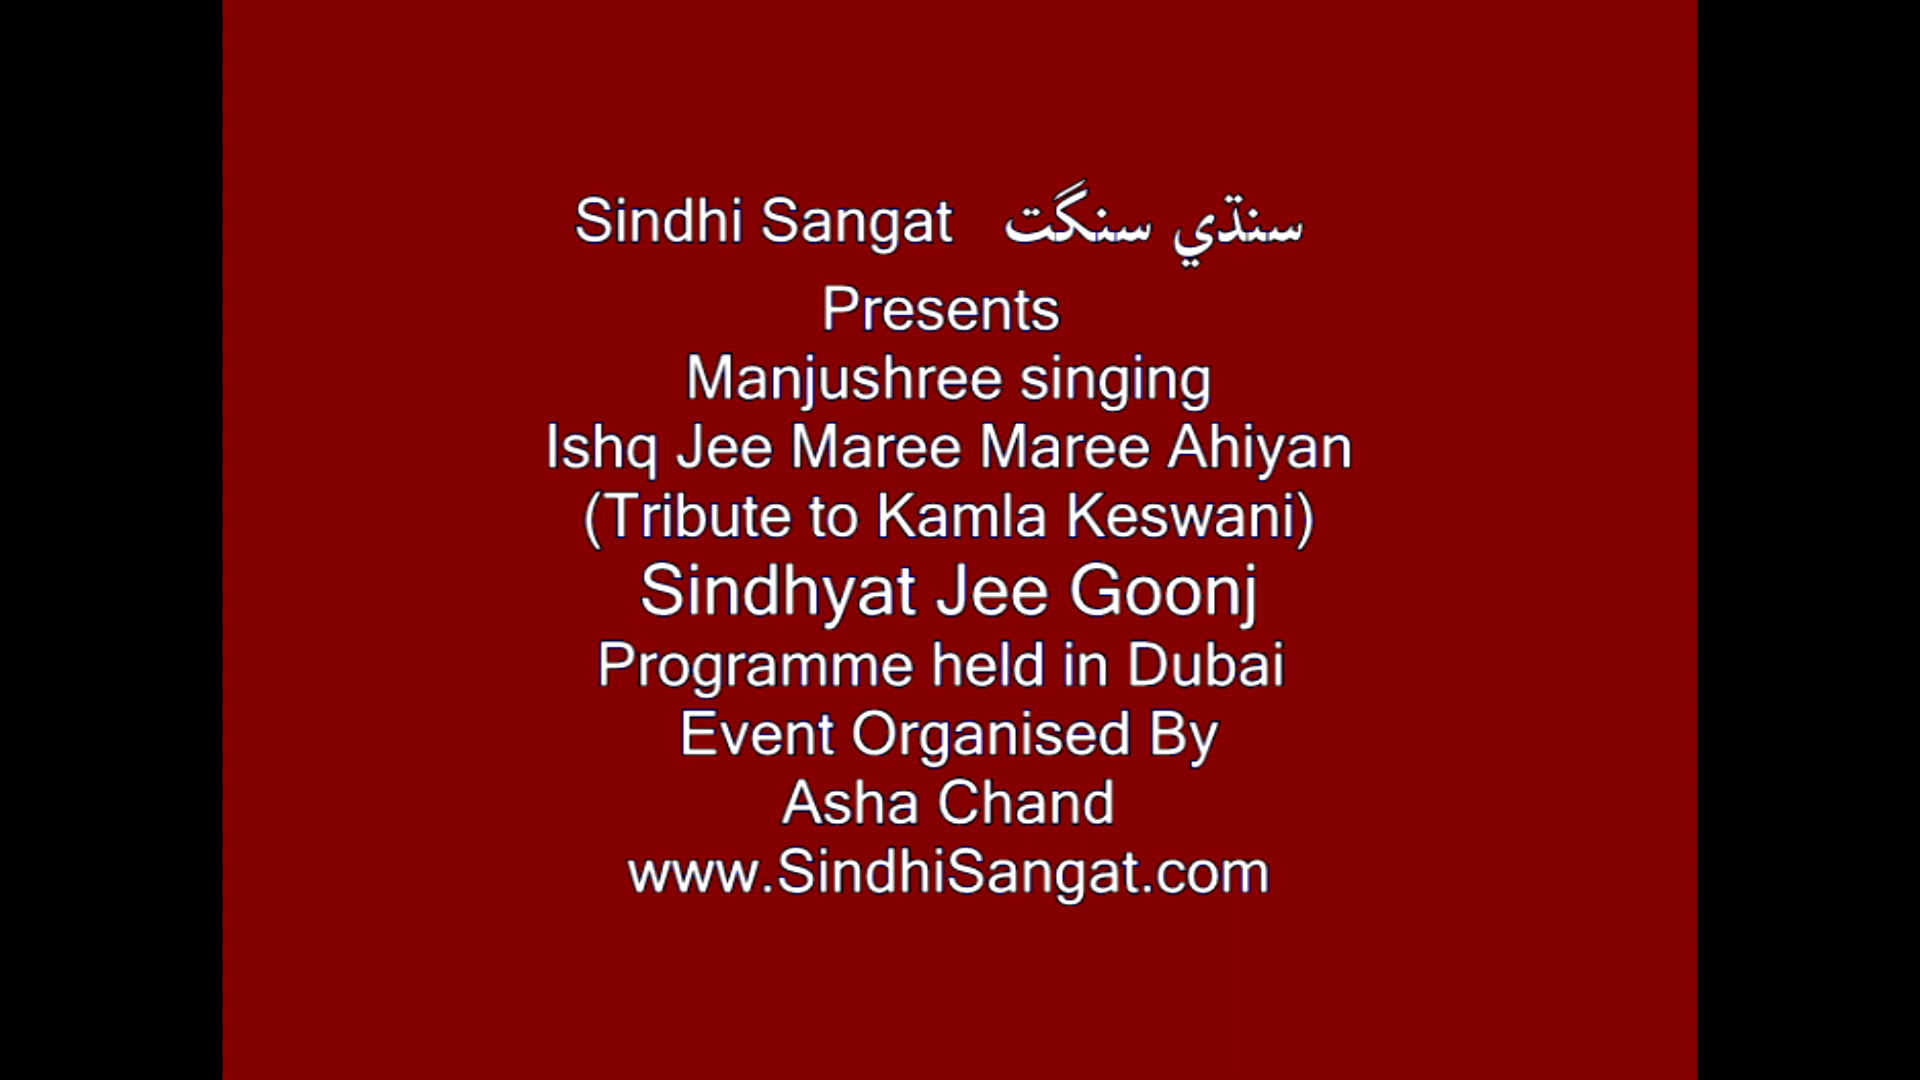 Sindhi Sangat سنڌي سنگت
Presents
Manjushree singing
Ishq Jee Maree Maree Ahiyan
(Tribute to Kamla Keswani)
Sindhyat Jee Goonj
Programme held in Dubai
Event Organised By
Asha Chand
www.SindhiSangat.com